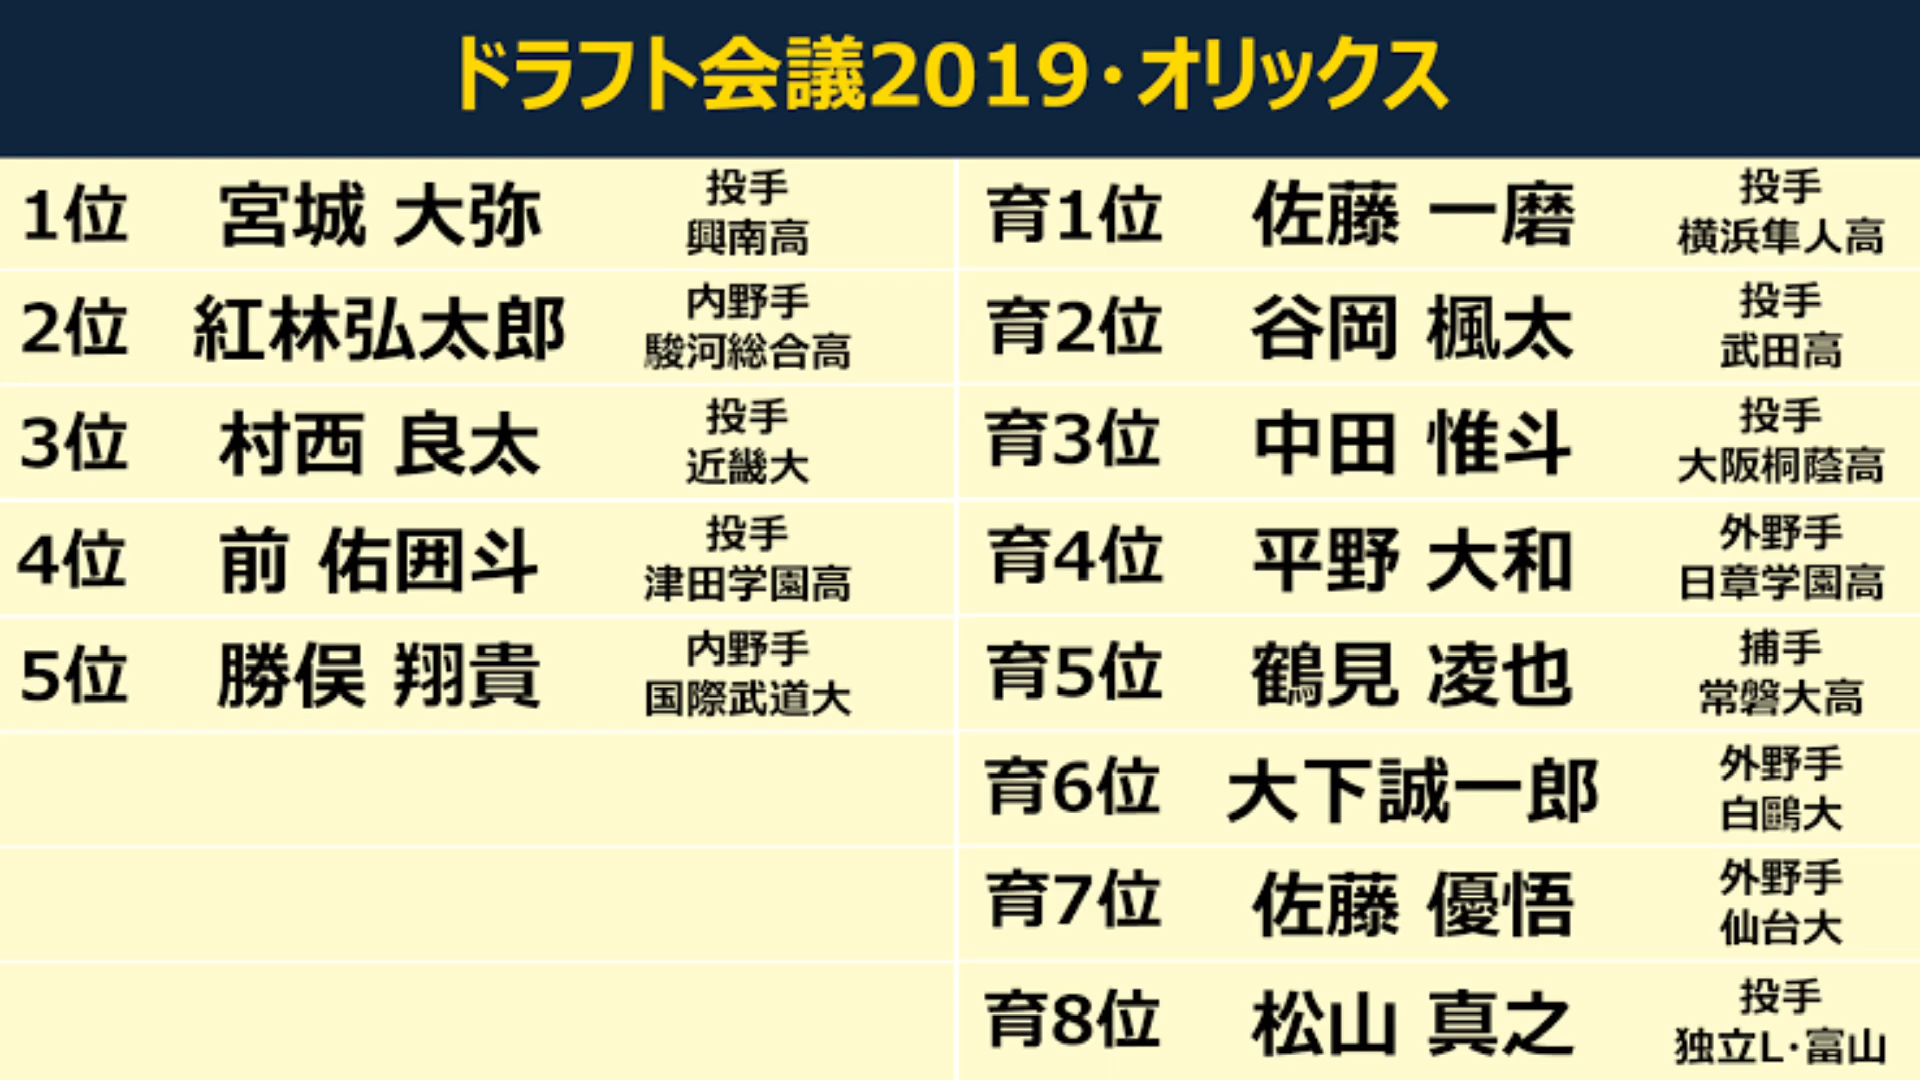 ドラフト会議2019・オリックス
1位 宮城 大弥 投手 興南高
2位 紅林弘太郎 内野手 駿河総合高
3位 村西 良太 投手 近畿大
4位 前 佑囲斗 投手 津田学園高
5位 勝俣 翔貴 内野手 国際武道大
育1位 佐藤 一磨 投手 横浜隼人高
育2位 谷岡 楓太 投手 武田高
育3位 中田 惟斗 投手 大阪桐蔭高
育4位 平野 大和 外野手 日章学園高
育5位 鶴見 凌也 捕手 常磐大高
育6位 大下誠一郎 外野手 白鷗大
育7位 佐藤 優悟 外野手 仙台大
育8位 松山 真之 投手 独立L・富山